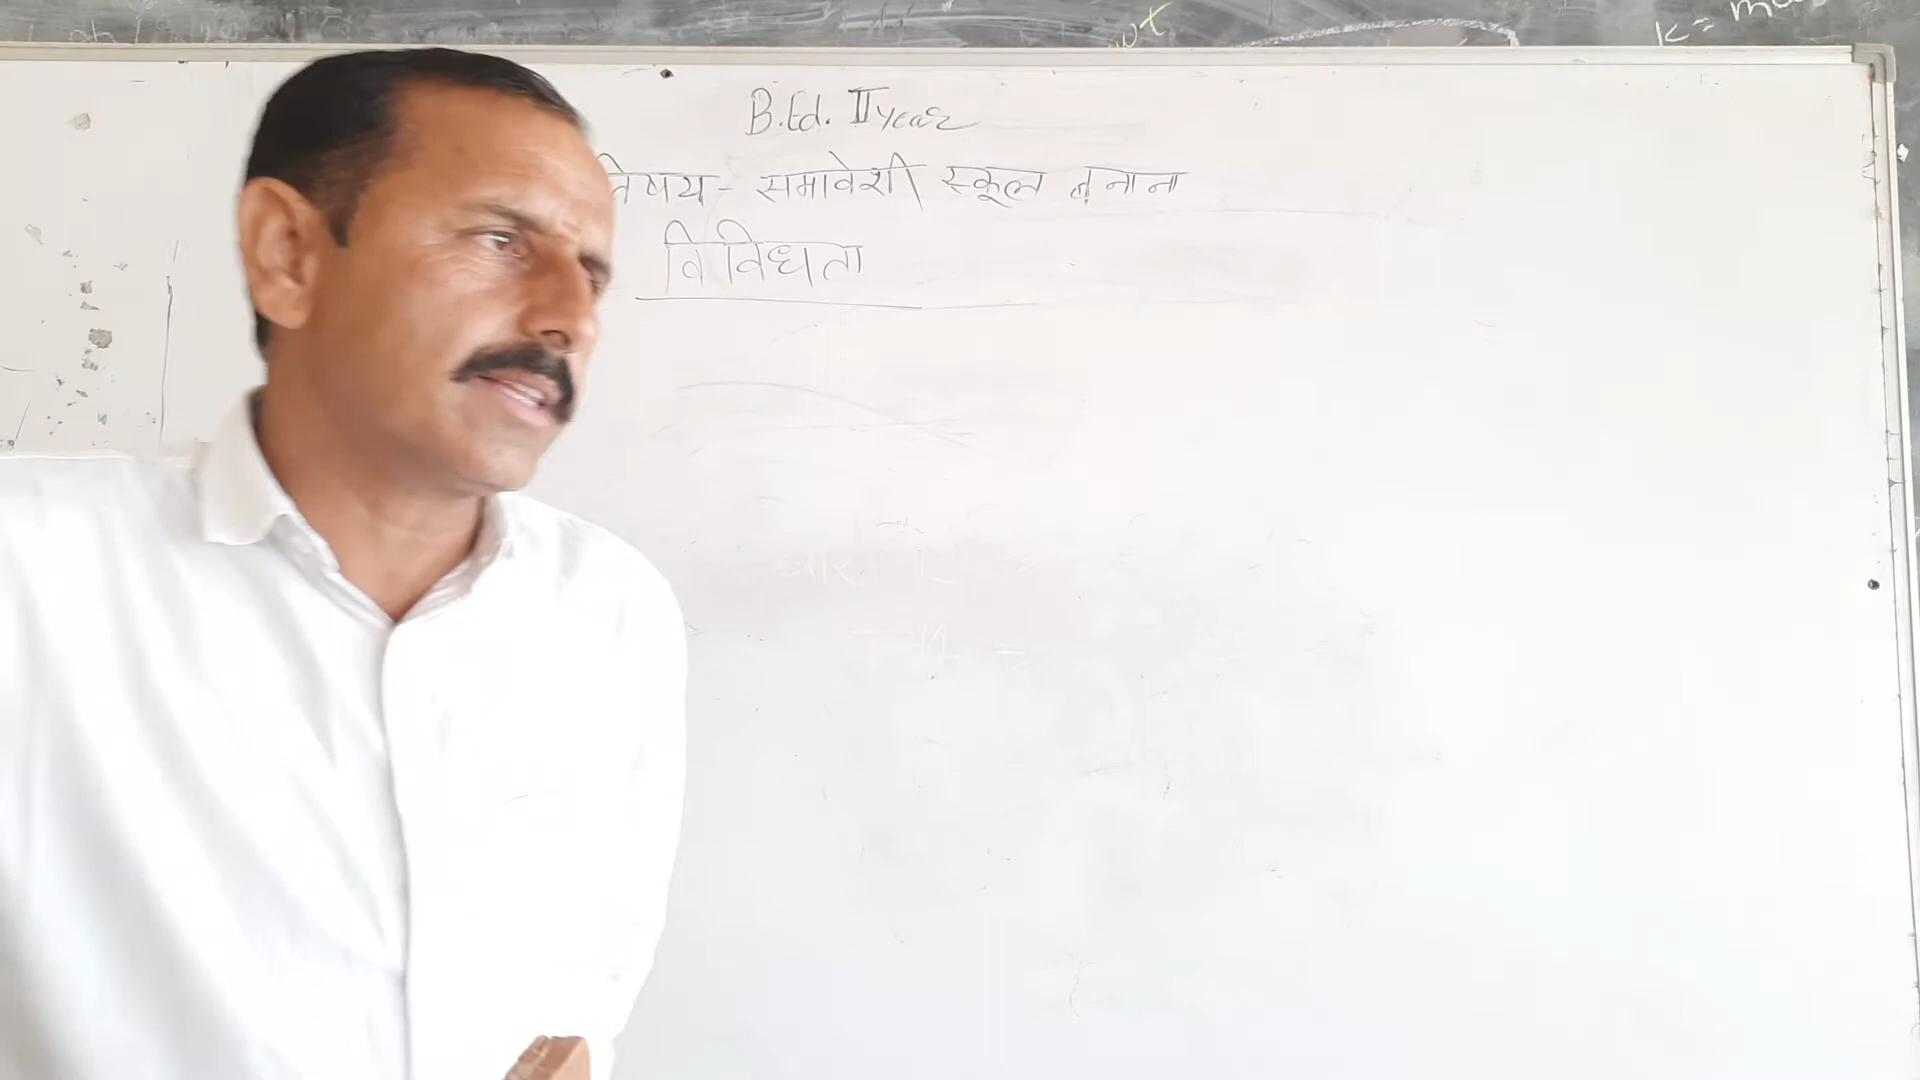 K =
B.Ed. II year
विषय - समावेशी स्कूल बनाना
विविधता